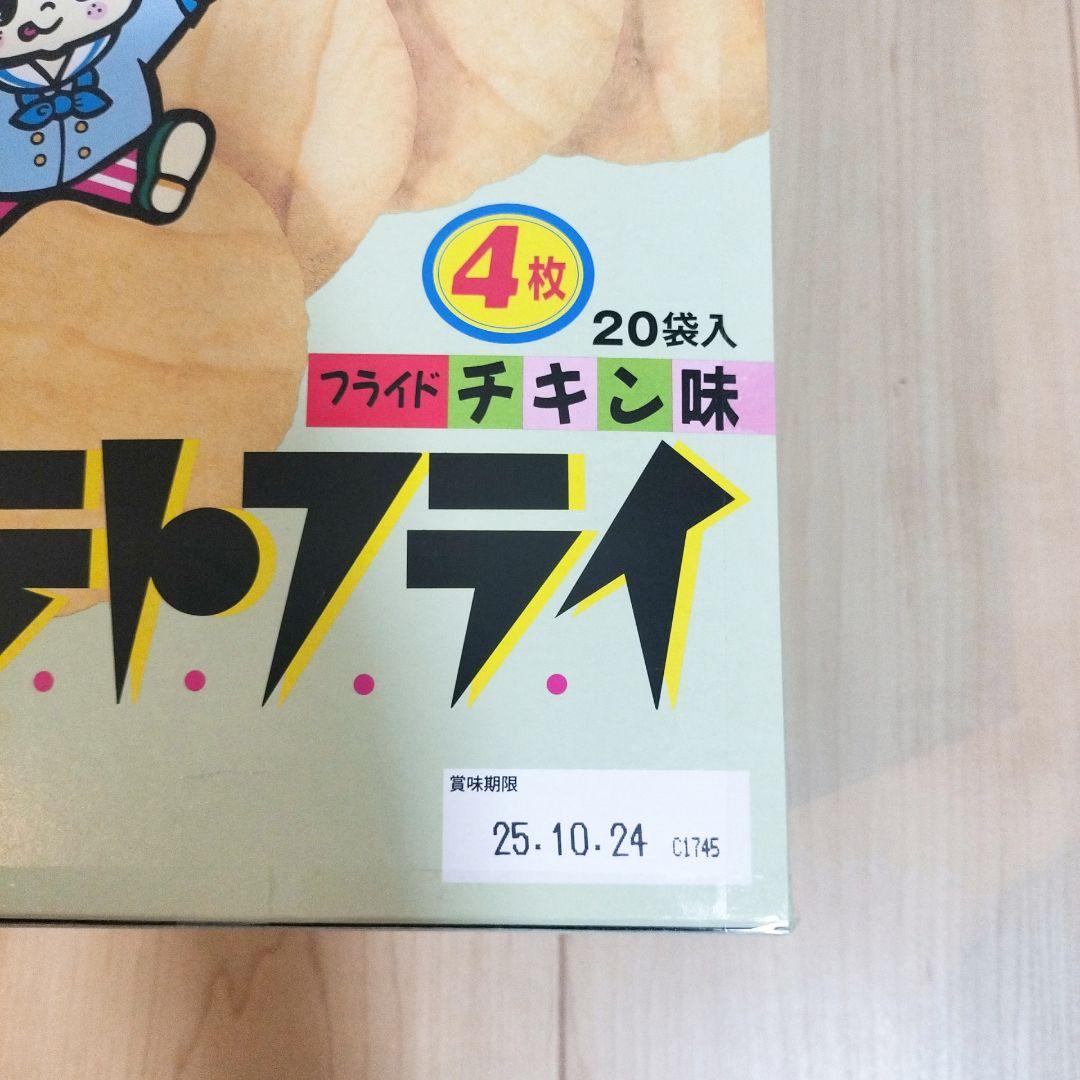 4枚
20袋入
フライドチキン味
テトフライ
賞味期限
25.10.24 C1745